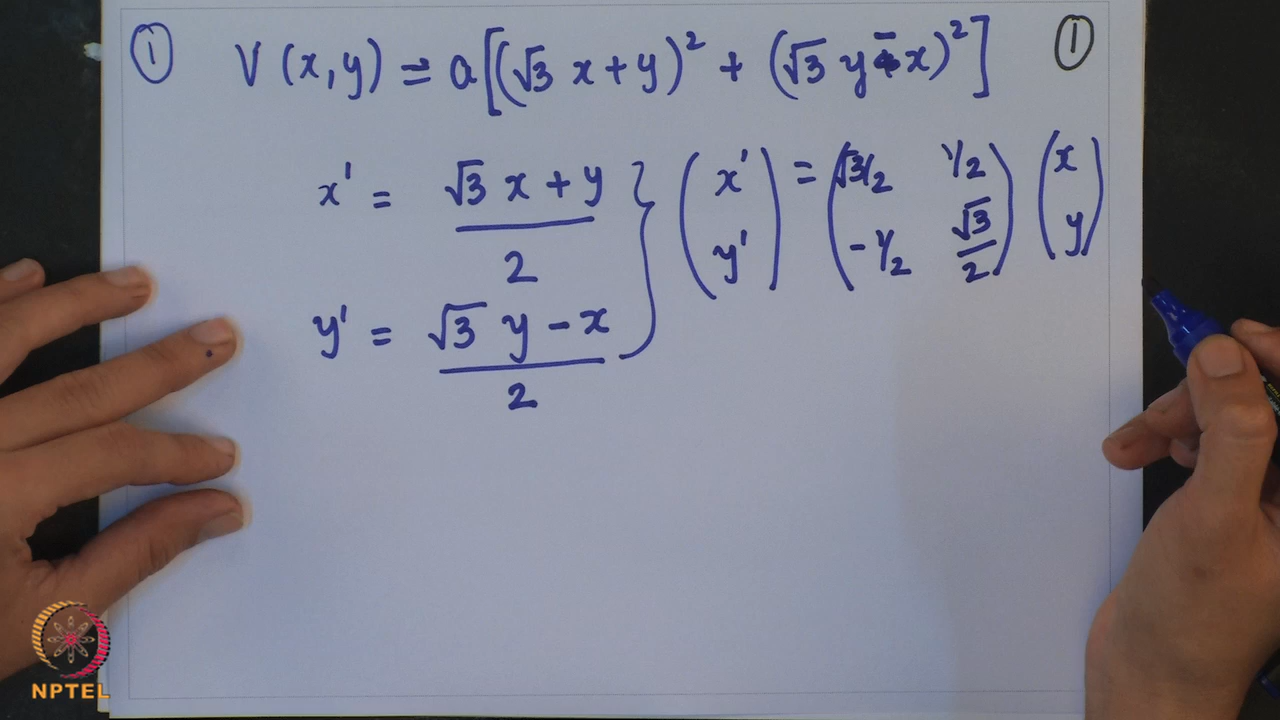 ① V(x,y) = a[(√3 x+y)² + (√3 y-x)²] ①
x' = (√3 x + y)/2
y' = (√3 y - x)/2
} (x' y') = (√3/2 1/2 -1/2 √3/2) (x y)
NPTEL